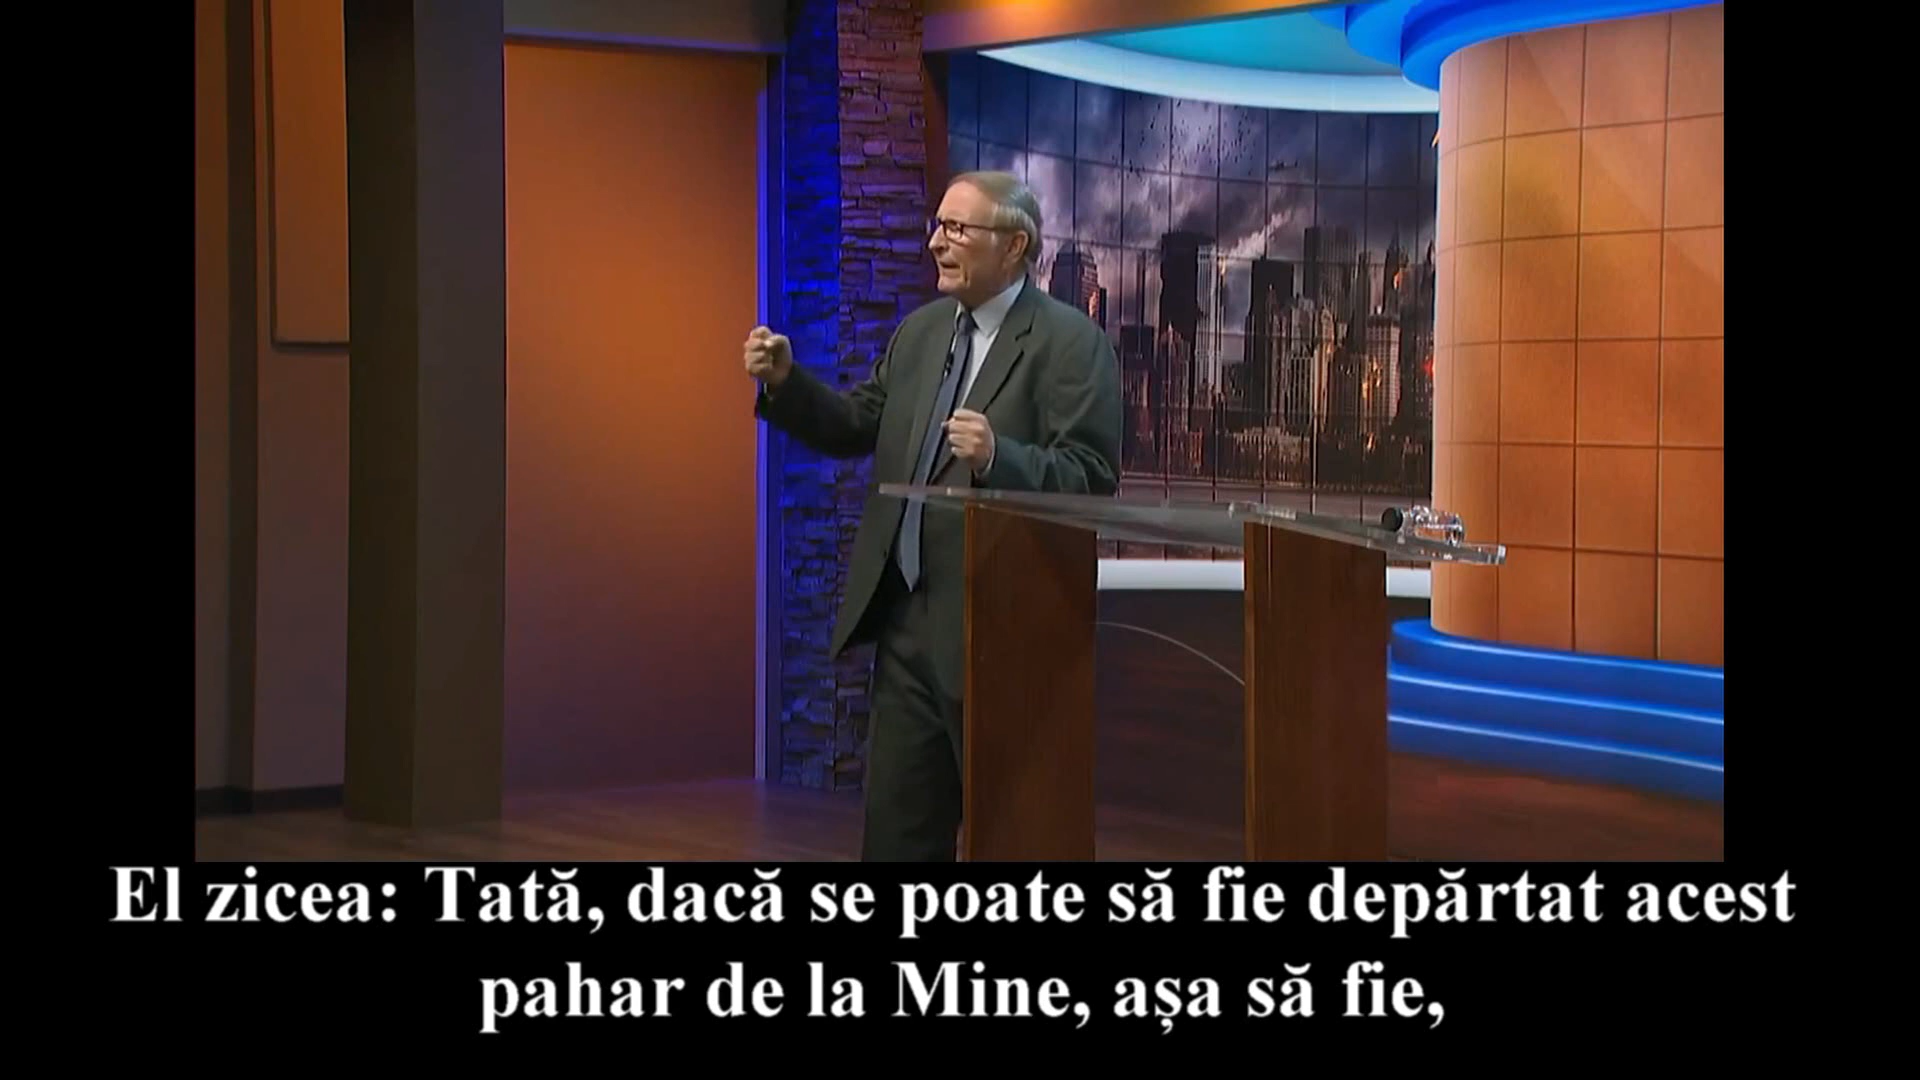 El zicea: Tată, dacă se poate să fie depărtat acest
pahar de la Mine, așa să fie,